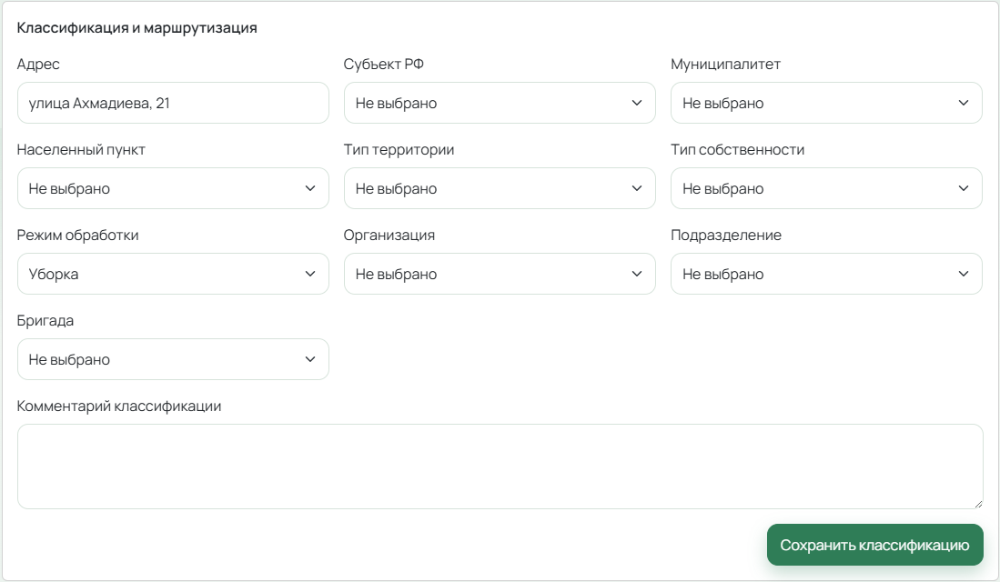 Классификация и маршрутизация
Адрес Субъект РФ Муниципалитет
улица Ахмадиева, 21 Не выбрано Не выбрано
Населенный пункт Тип территории Тип собственности
Не выбрано Не выбрано Не выбрано
Режим обработки Организация Подразделение
Уборка Не выбрано Не выбрано
Бригада
Не выбрано
Комментарий классификации
Сохранить классификацию